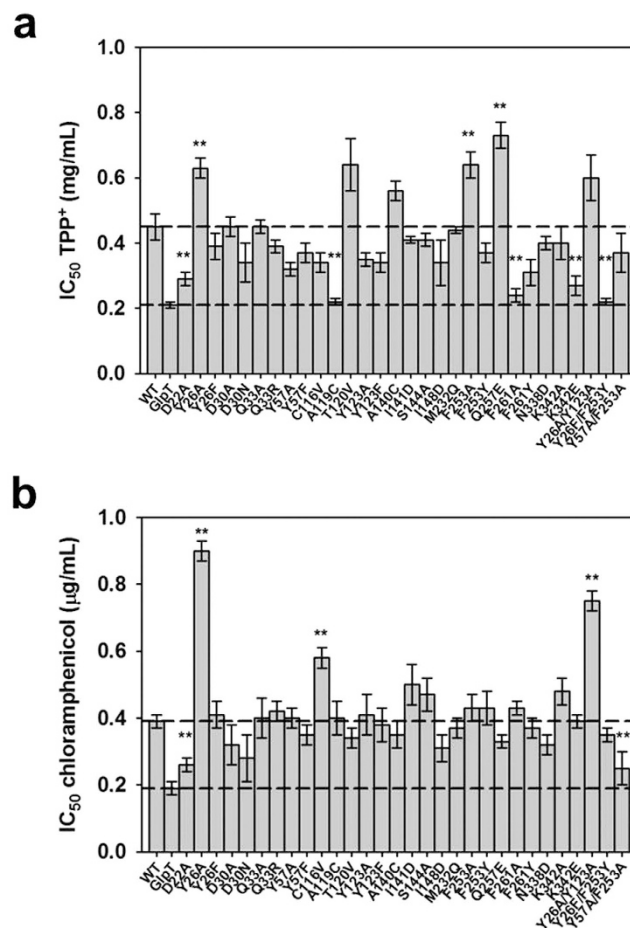 a
IC50 TPP+ (mg/mL)
1.0
0.8
0.6
0.4
0.2
0.0
** ** ** ** ** ** ** **
WT
GlpT
D22A
Y26A
Y26F
D30A
D30N
Q33A
Q33R
Y57A
Y57F
C116V
A119C
T120V
Y123A
Y123F
A140C
I141D
S144A
I148D
M232Q
F253A
F253Y
Q257E
F261A
F261Y
N338D
K342A
K342E
Y26A/Y123A
Y26F/F253Y
Y57A/F253A
b
IC50 chloramphenicol (µg/mL)
1.0
0.8
0.6
0.4
0.2
0.0
** ** ** ** **
WT
GlpT
D22A
Y26A
Y26F
D30A
D30N
Q33A
Q33R
Y57A
Y57F
C116V
A119C
T120V
Y123A
Y123F
A140C
I141D
S144A
I148D
M232Q
F253A
F253Y
Q257E
F261A
F261Y
N338D
K342A
K342E
Y26A/Y123A
Y26F/F253Y
Y57A/F253A